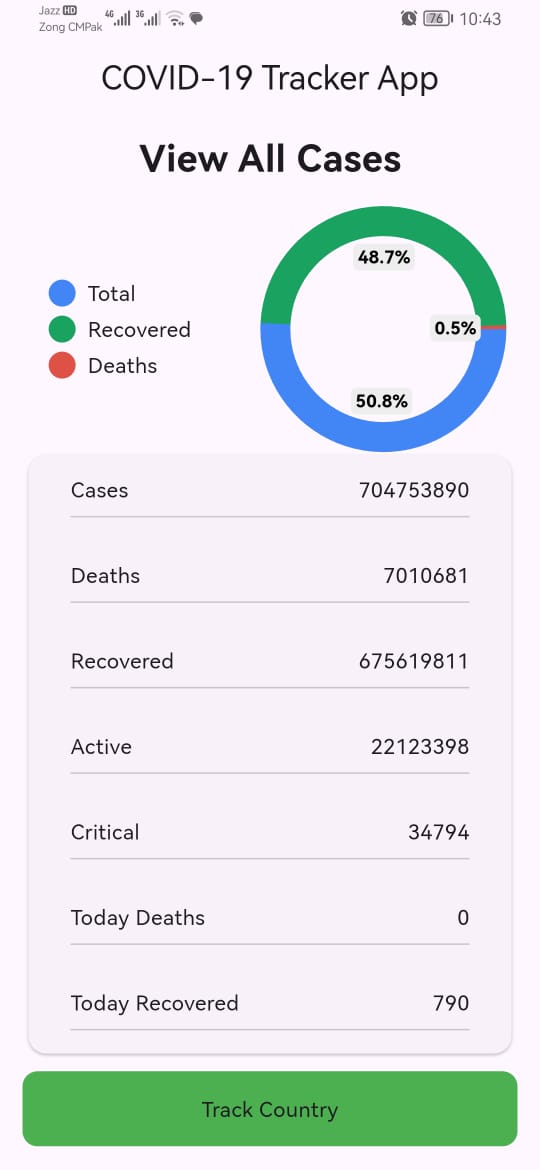 Jazz HD 4G 3G 76 10:43
Zong CMPak
COVID-19 Tracker App
View All Cases
48.7%
Total
Recovered
0.5%
Deaths
50.8%
Cases 704753890
Deaths 7010681
Recovered 675619811
Active 22123398
Critical 34794
Today Deaths 0
Today Recovered 790
Track Country